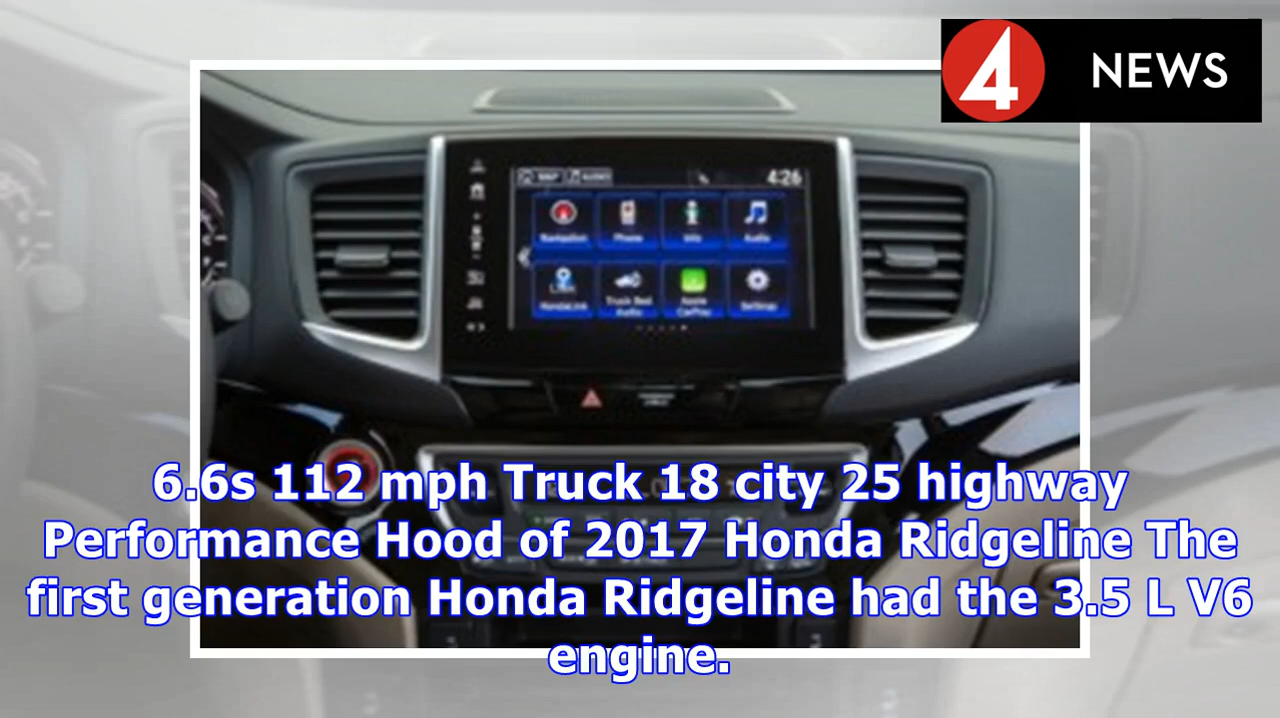 4 NEWS
4:26
Navigation Phone Info Audio
HondaLink Truck Bed Audio Apple CarPlay Settings
6.6s 112 mph Truck 18 city 25 highway
Performance Hood of 2017 Honda Ridgeline The
first generation Honda Ridgeline had the 3.5 L V6
engine.